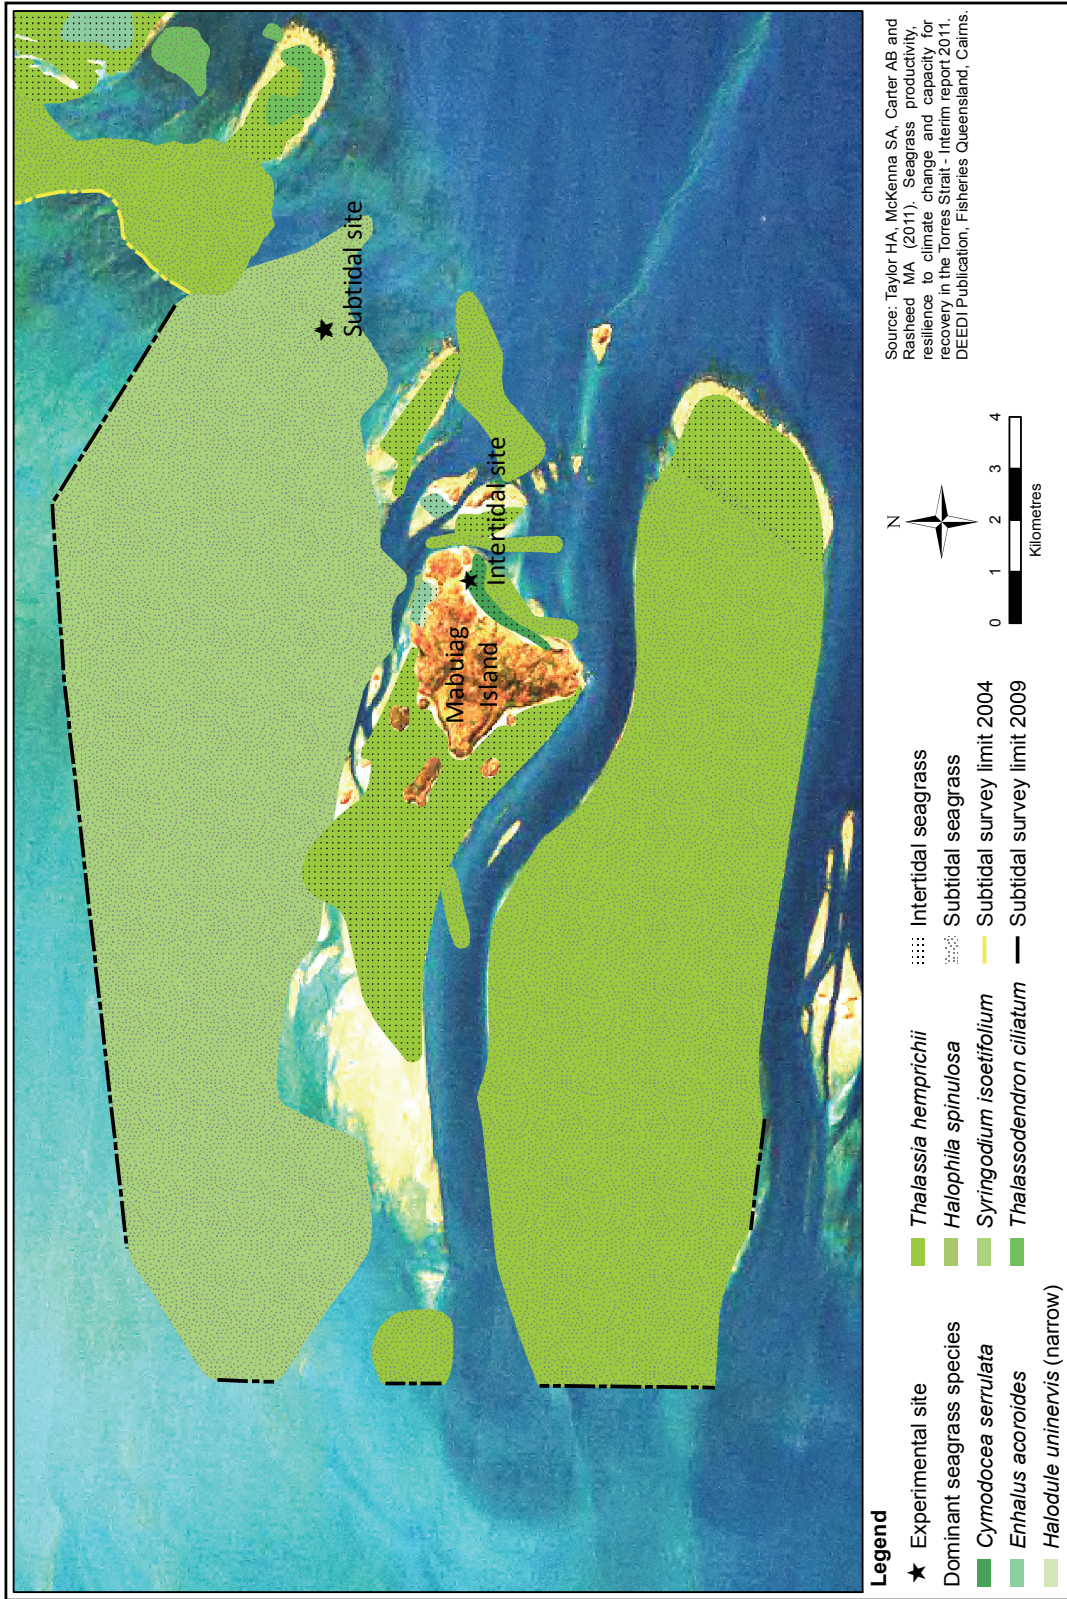 Subtidal site
Intertidal site
Mabuiag
Island
Legend
Experimental site
Dominant seagrass species
Cymodocea serrulata
Enhalus acoroides
Halodule uninervis (narrow)
Thalassia hemprichii
Halophila spinulosa
Syringodium isoetifolium
Thalassodendron ciliatum
Intertidal seagrass
Subtidal seagrass
Subtidal survey limit 2004
Subtidal survey limit 2009
N
0 1 2 3 4
Kilometres
Source: Taylor HA, McKenna SA, Carter AB and
Rasheed MA (2011). Seagrass productivity,
resilience to climate change and capacity for
recovery in the Torres Strait - Interim report 2011.
DEEDI Publication, Fisheries Queensland, Cairns.